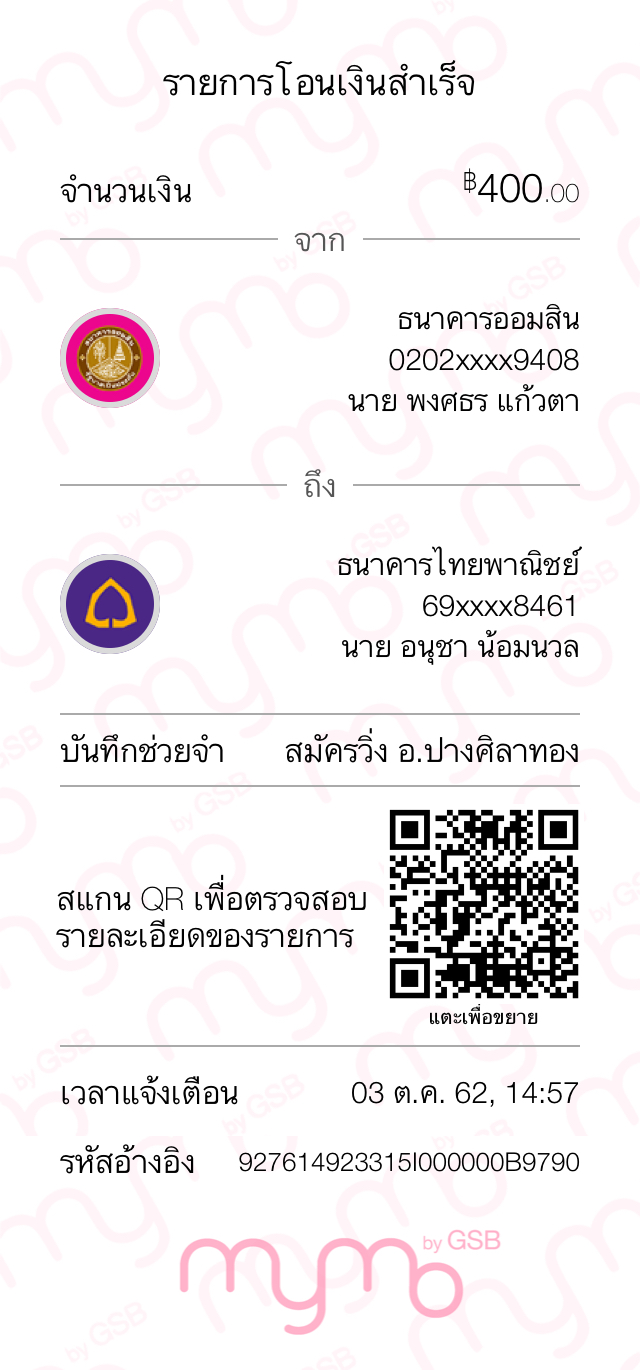 รายการโอนเงินสำเร็จ
จำนวนเงิน ฿400.00
จาก
ธนาคารออมสิน
0202xxxx9408
นาย พงศธร แก้วตา
ถึง
ธนาคารไทยพาณิชย์
69xxxx8461
นาย อนุชา น้อมนวล
บันทึกช่วยจำ สมัครวิ่ง อ.ปางศิลาทอง
สแกน QR เพื่อตรวจสอบ
รายละเอียดของรายการ
แตะเพื่อขยาย
เวลาแจ้งเตือน 03 ต.ค. 62, 14:57
รหัสอ้างอิง 927614923315I000000B9790
mymo by GSB